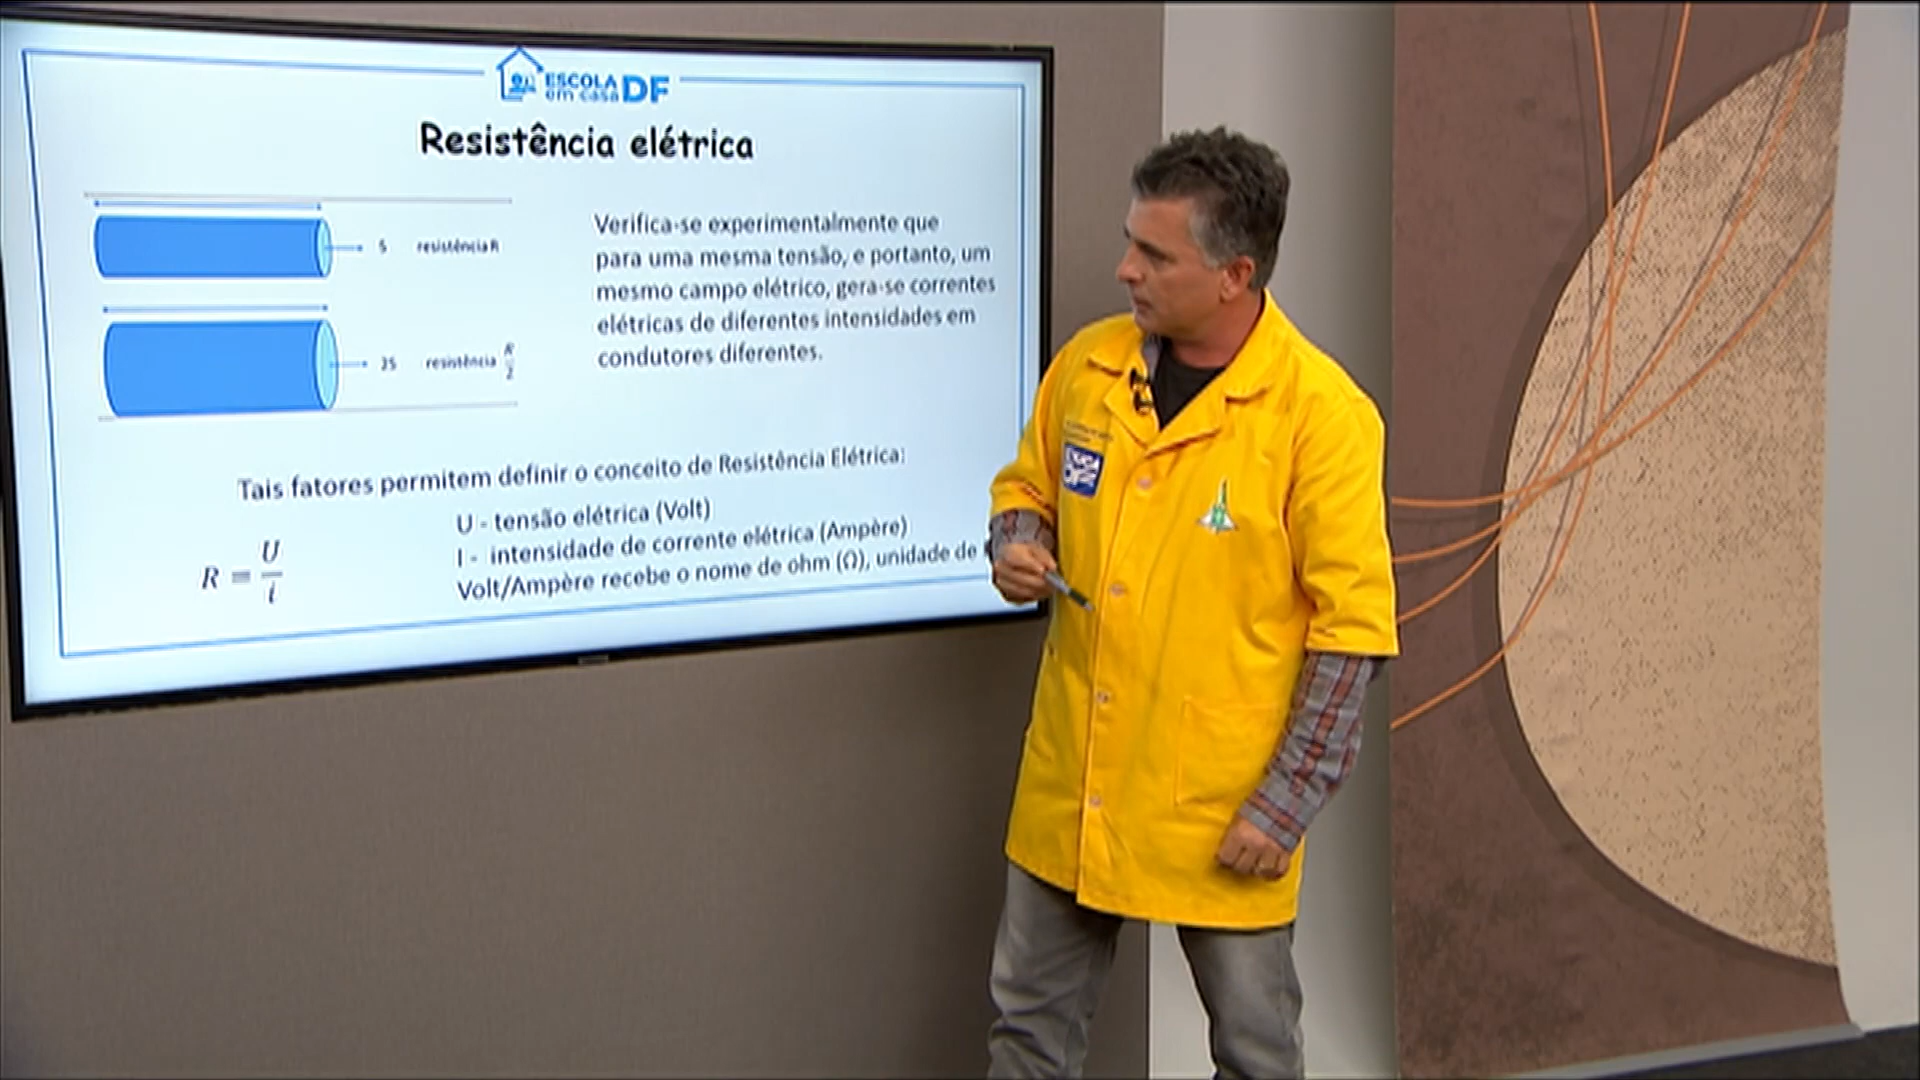 ESCOLA
em casa DF
Resistência elétrica
S resistência R
2S resistência R/2
Verifica-se experimentalmente que
para uma mesma tensão, e portanto, um
mesmo campo elétrico, gera-se correntes
elétricas de diferentes intensidades em
condutores diferentes.
Tais fatores permitem definir o conceito de Resistência Elétrica:
U - tensão elétrica (Volt)
I - intensidade de corrente elétrica (Ampère)
Volt/Ampère recebe o nome de ohm (Ω), unidade de
R = U/i